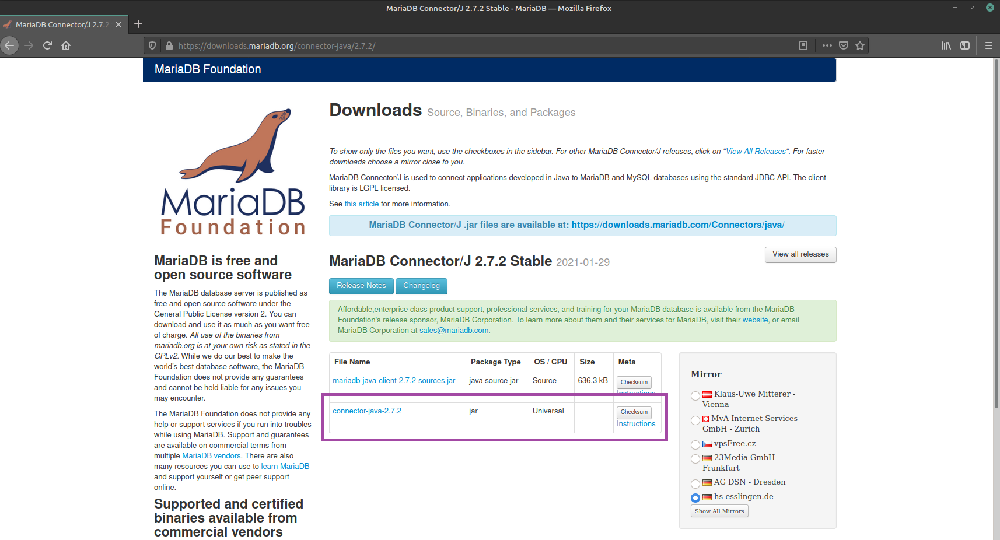 MariaDB Connector/J 2.7.2 Stable - MariaDB — Mozilla Firefox
MariaDB Connector/J 2.7.2
https://downloads.mariadb.org/connector-java/2.7.2/
MariaDB Foundation
MariaDB
Foundation
MariaDB is free and
open source software
The MariaDB database server is published as
free and open source software under the
General Public License version 2. You can
download and use it as much as you want free
of charge. All use of the binaries from
mariadb.org is at your own risk as stated in the
GPLv2. While we do our best to make the
world's best database software, the MariaDB
Foundation does not provide any guarantees
and cannot be held liable for any issues you
may encounter.
The MariaDB Foundation does not provide any
help or support services if you run into troubles
while using MariaDB. Support and guarantees
are available on commercial terms from
multiple MariaDB vendors. There are also
many resources you can use to learn MariaDB
and support yourself or get peer support
online.
Supported and certified
binaries available from
commercial vendors
Downloads Source, Binaries, and Packages
To show only the files you want, use the checkboxes in the sidebar. For other MariaDB Connector/J releases, click on "View All Releases". For faster
downloads choose a mirror close to you.
MariaDB Connector/J is used to connect applications developed in Java to MariaDB and MySQL databases using the standard JDBC API. The client
library is LGPL licensed.
See this article for more information.
MariaDB Connector/J .jar files are available at: https://downloads.mariadb.com/Connectors/java/
MariaDB Connector/J 2.7.2 Stable 2021-01-29
View all releases
Release Notes Changelog
Affordable,enterprise class product support, professional services, and training for your MariaDB database is available from the MariaDB
Foundation's release sponsor, MariaDB Corporation. To learn more about them and their services for MariaDB, visit their website, or email
MariaDB Corporation at sales@mariadb.com.
File Name Package Type OS / CPU Size Meta
mariadb-java-client-2.7.2-sources.jar java source jar Source 636.3 kB Checksum
Instructions
connector-java-2.7.2 jar Universal Checksum
Instructions
Mirror
Klaus-Uwe Mitterer -
Vienna
MvA Internet Services
GmbH - Zurich
vpsFree.cz
23Media GmbH -
Frankfurt
AG DSN - Dresden
hs-esslingen.de
Show All Mirrors